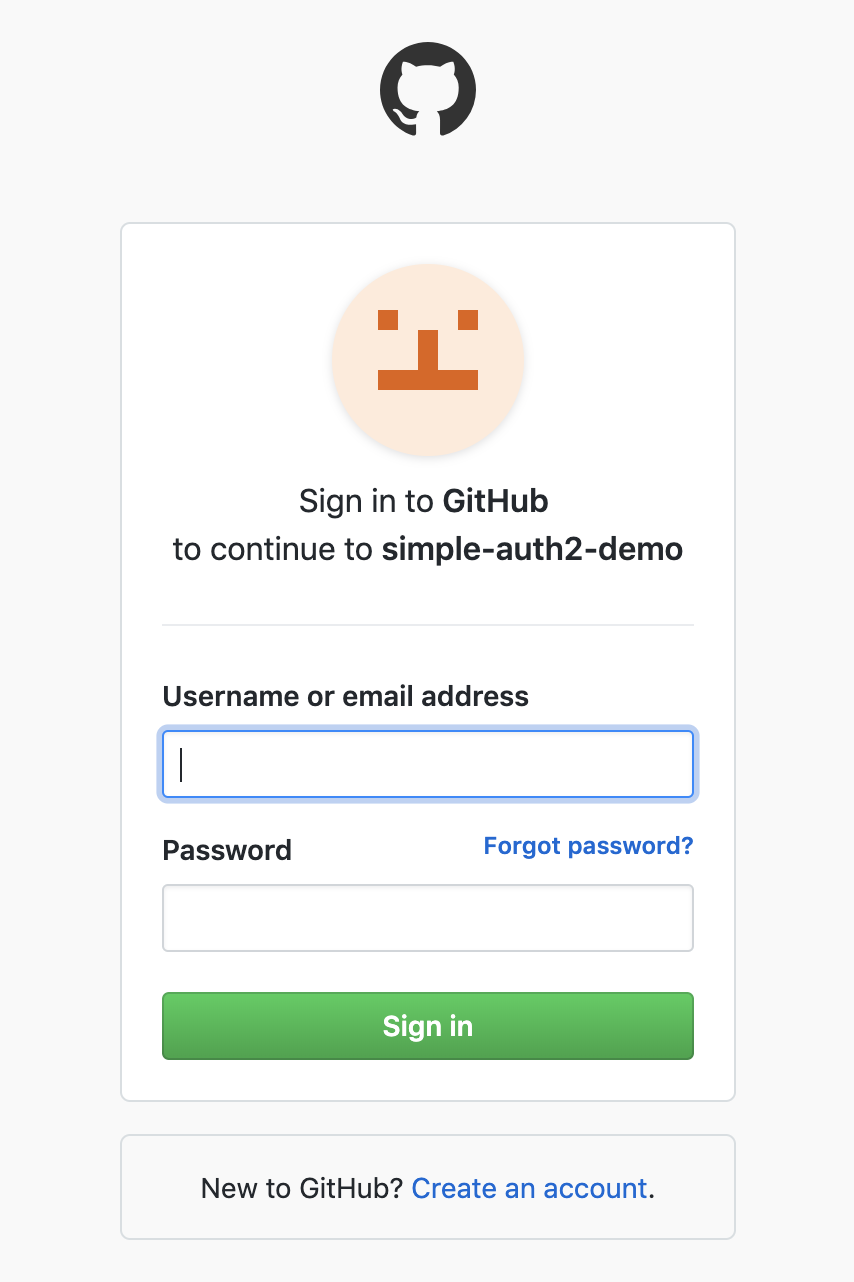 Sign in to GitHub
to continue to simple-auth2-demo
Username or email address
Password
Forgot password?
Sign in
New to GitHub? Create an account.